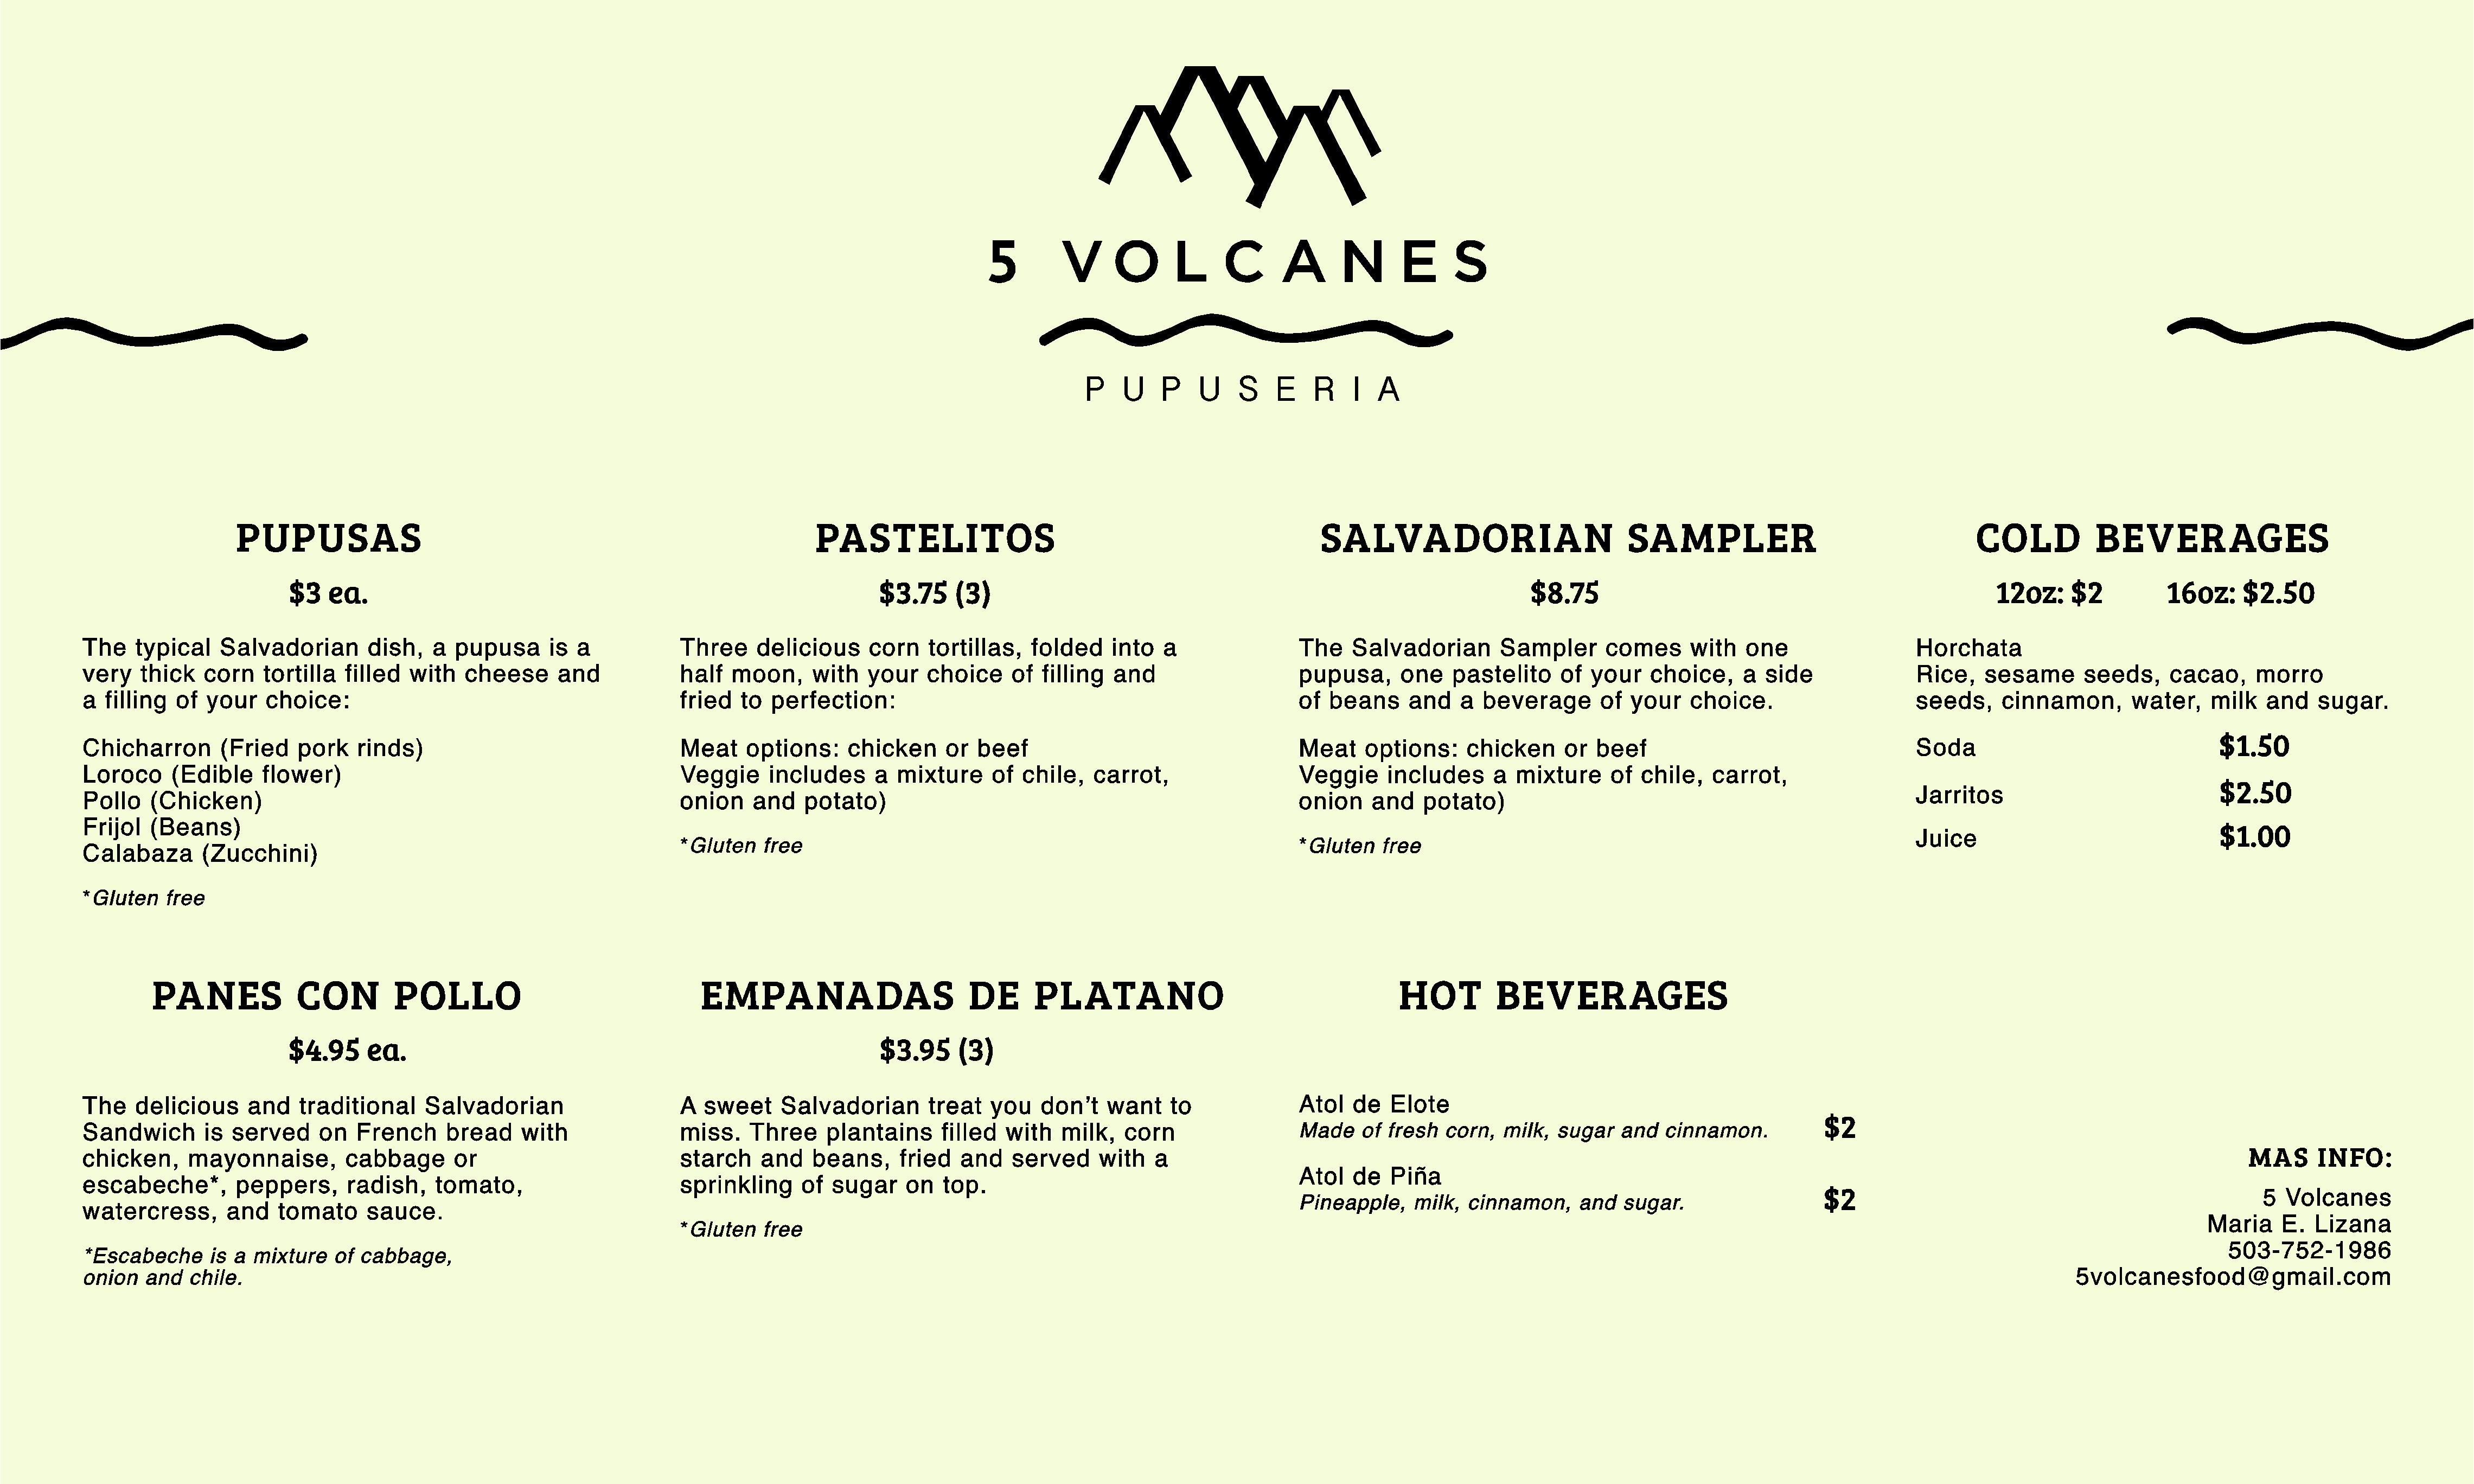 5 VOLCANES
PUPUSERIA
PUPUSAS
$3 ea.
The typical Salvadorian dish, a pupusa is a
very thick corn tortilla filled with cheese and
a filling of your choice:
Chicharron (Fried pork rinds)
Loroco (Edible flower)
Pollo (Chicken)
Frijol (Beans)
Calabaza (Zucchini)
*Gluten free
PASTELITOS
$3.75 (3)
Three delicious corn tortillas, folded into a
half moon, with your choice of filling and
fried to perfection:
Meat options: chicken or beef
Veggie includes a mixture of chile, carrot,
onion and potato)
*Gluten free
SALVADORIAN SAMPLER
$8.75
The Salvadorian Sampler comes with one
pupusa, one pastelito of your choice, a side
of beans and a beverage of your choice.
Meat options: chicken or beef
Veggie includes a mixture of chile, carrot,
onion and potato)
*Gluten free
COLD BEVERAGES
12oz: $2 16oz: $2.50
Horchata
Rice, sesame seeds, cacao, morro
seeds, cinnamon, water, milk and sugar.
Soda $1.50
Jarritos $2.50
Juice $1.00
PANES CON POLLO
$4.95 ea.
The delicious and traditional Salvadorian
Sandwich is served on French bread with
chicken, mayonnaise, cabbage or
escabeche*, peppers, radish, tomato,
watercress, and tomato sauce.
*Escabeche is a mixture of cabbage,
onion and chile.
EMPANADAS DE PLATANO
$3.95 (3)
A sweet Salvadorian treat you don't want to
miss. Three plantains filled with milk, corn
starch and beans, fried and served with a
sprinkling of sugar on top.
*Gluten free
HOT BEVERAGES
Atol de Elote
Made of fresh corn, milk, sugar and cinnamon. $2
Atol de Piña
Pineapple, milk, cinnamon, and sugar. $2
MAS INFO:
5 Volcanes
Maria E. Lizana
503-752-1986
5volcanesfood@gmail.com